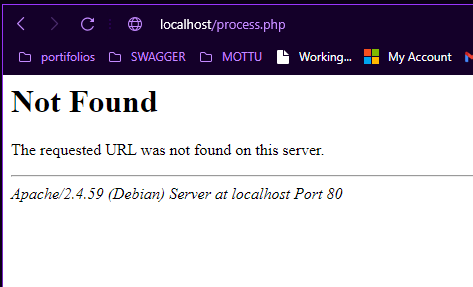 localhost/process.php
portifolios SWAGGER MOTTU Working... My Account
Not Found
The requested URL was not found on this server.
Apache/2.4.59 (Debian) Server at localhost Port 80